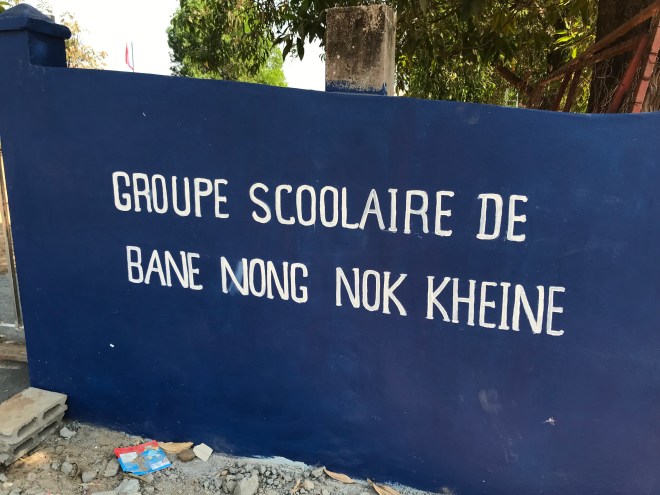 GROUPE SCOOLAIRE DE
BANE NONG NOK KHEINE